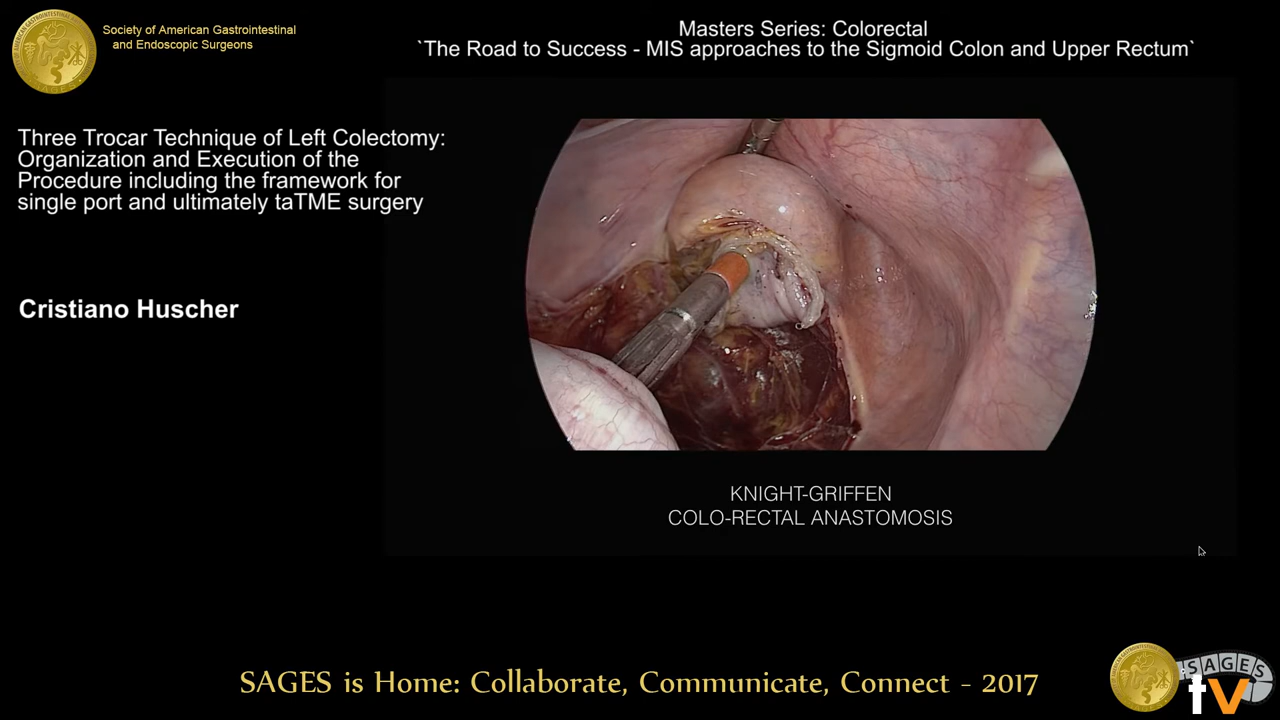 Society of American Gastrointestinal
and Endoscopic Surgeons
Masters Series: Colorectal
`The Road to Success - MIS approaches to the Sigmoid Colon and Upper Rectum`
Three Trocar Technique of Left Colectomy:
Organization and Execution of the
Procedure including the framework for
single port and ultimately taTME surgery
Cristiano Huscher
KNIGHT-GRIFFEN
COLO-RECTAL ANASTOMOSIS
SAGES is Home: Collaborate, Communicate, Connect - 2017
SAGES
tv